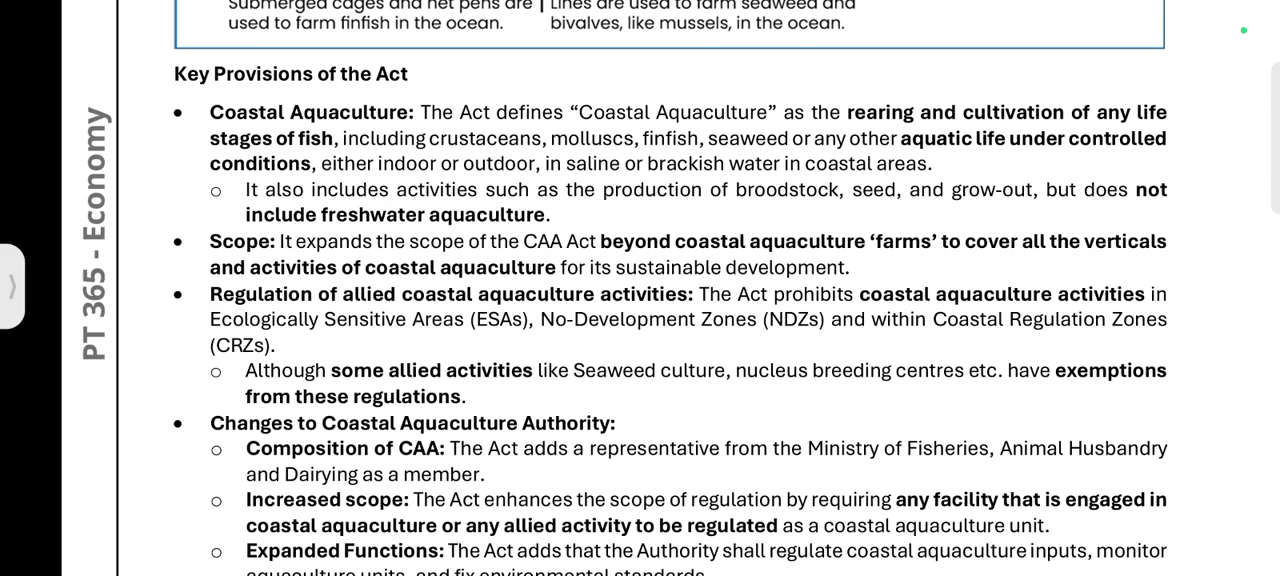 Submerged cages and net pens are
used to farm finfish in the ocean.
Lines are used to farm seaweed and
bivalves, like mussels, in the ocean.
PT 365 - Economy
Key Provisions of the Act
• Coastal Aquaculture: The Act defines “Coastal Aquaculture” as the rearing and cultivation of any life
stages of fish, including crustaceans, molluscs, finfish, seaweed or any other aquatic life under controlled
conditions, either indoor or outdoor, in saline or brackish water in coastal areas.
o It also includes activities such as the production of broodstock, seed, and grow-out, but does not
include freshwater aquaculture.
• Scope: It expands the scope of the CAA Act beyond coastal aquaculture ‘farms’ to cover all the verticals
and activities of coastal aquaculture for its sustainable development.
• Regulation of allied coastal aquaculture activities: The Act prohibits coastal aquaculture activities in
Ecologically Sensitive Areas (ESAs), No-Development Zones (NDZs) and within Coastal Regulation Zones
(CRZs).
o Although some allied activities like Seaweed culture, nucleus breeding centres etc. have exemptions
from these regulations.
• Changes to Coastal Aquaculture Authority:
o Composition of CAA: The Act adds a representative from the Ministry of Fisheries, Animal Husbandry
and Dairying as a member.
o Increased scope: The Act enhances the scope of regulation by requiring any facility that is engaged in
coastal aquaculture or any allied activity to be regulated as a coastal aquaculture unit.
o Expanded Functions: The Act adds that the Authority shall regulate coastal aquaculture inputs, monitor
aquaculture units, and fix environmental standards.